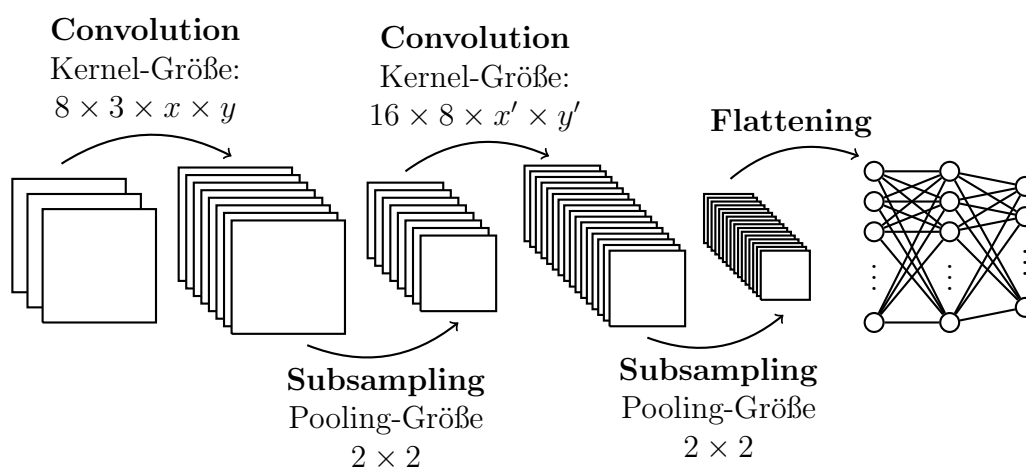 Convolution
Kernel-Größe:
8 × 3 × x × y
Convolution
Kernel-Größe:
16 × 8 × x′ × y′
Flattening
Subsampling
Pooling-Größe
2 × 2
Subsampling
Pooling-Größe
2 × 2